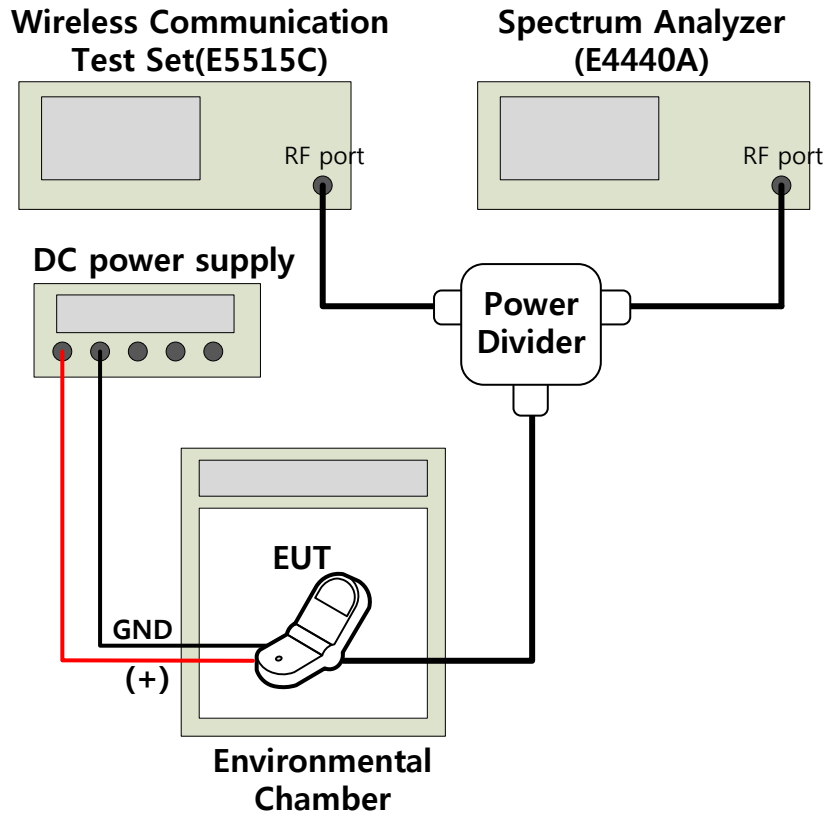 Wireless Communication
Test Set(E5515C)
Spectrum Analyzer
(E4440A)
RF port
RF port
DC power supply
Power
Divider
EUT
GND
(+)
Environmental
Chamber